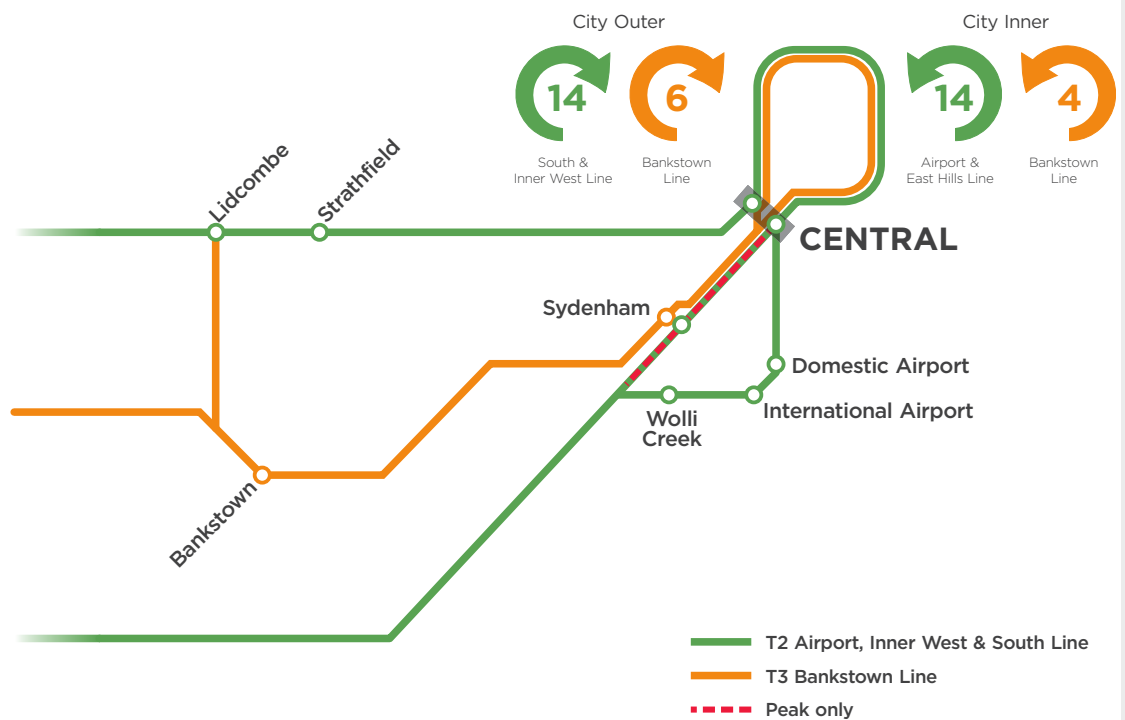 City Outer
City Inner
14
6
14
4
South &
Inner West Line
Bankstown
Line
Airport &
East Hills Line
Bankstown
Line
Lidcombe
Strathfield
CENTRAL
Sydenham
Domestic Airport
International Airport
Wolli
Creek
Bankstown
T2 Airport, Inner West & South Line
T3 Bankstown Line
Peak only